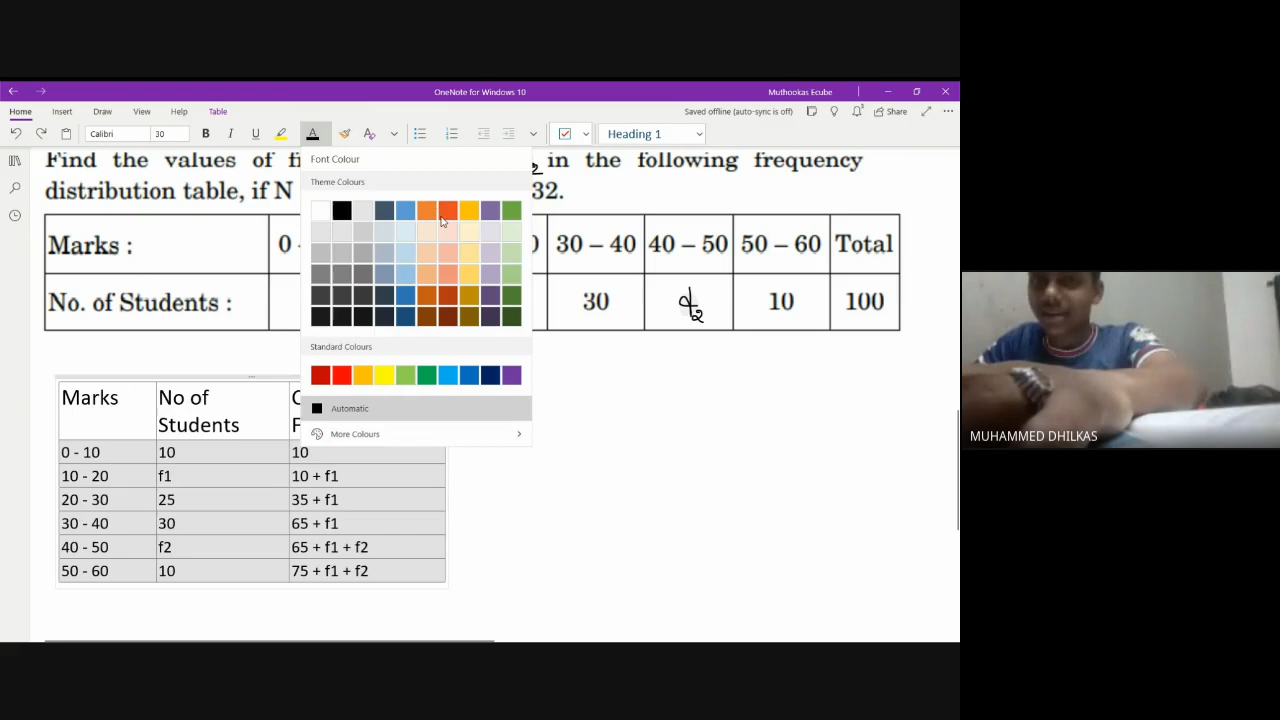 OneNote for Windows 10
Muthookas Ecube
Home Insert Draw View Help Table
Saved offline (auto-sync is off)
Share
Calibri 30 B I U A Heading 1
Font Colour
Theme Colours
Standard Colours
Automatic
More Colours
Find the values of in the following frequency
distribution table, if N 32.
Marks : 0 - 30 – 40 40 – 50 50 – 60 Total
No. of Students : 30 f2 10 100
Marks No of
Students
0 - 10 10 10
10 - 20 f1 10 + f1
20 - 30 25 35 + f1
30 - 40 30 65 + f1
40 - 50 f2 65 + f1 + f2
50 - 60 10 75 + f1 + f2
MUHAMMED DHILKAS